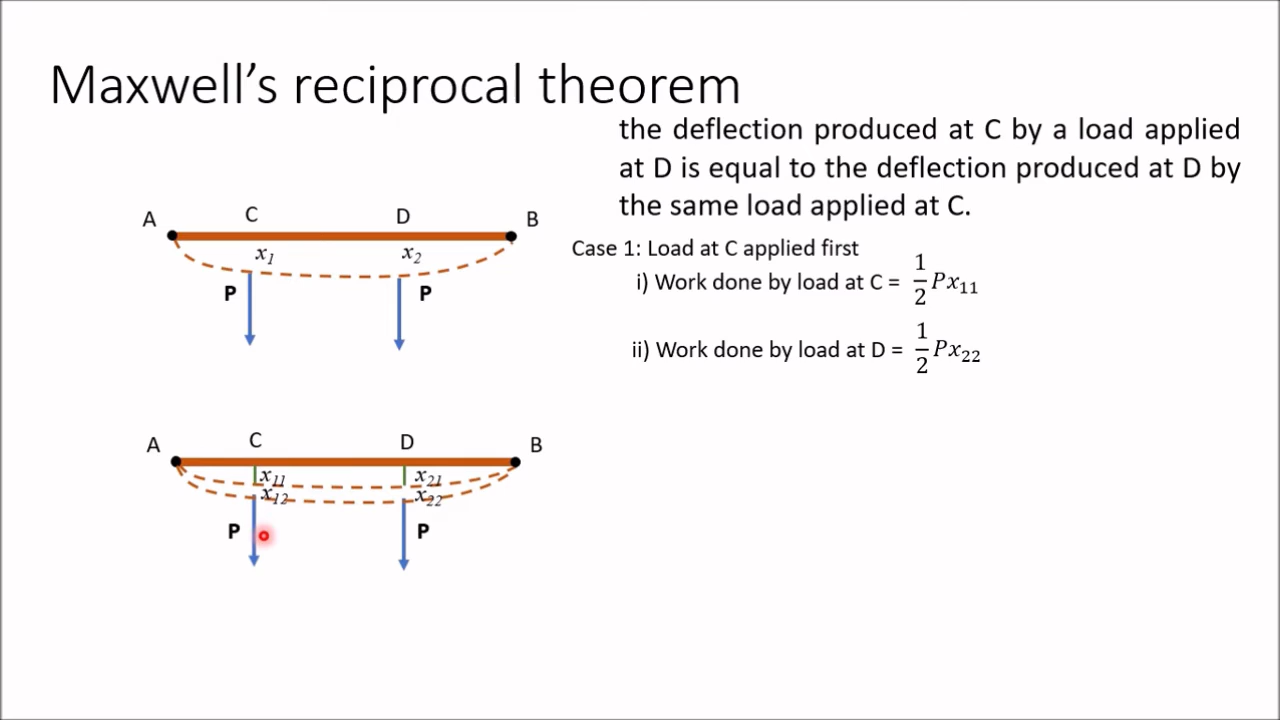 Maxwell's reciprocal theorem
the deflection produced at C by a load applied
at D is equal to the deflection produced at D by
the same load applied at C.
A C D B
x₁ x₂
P P
Case 1: Load at C applied first
i) Work done by load at C = 1/2 Px₁₁
ii) Work done by load at D = 1/2 Px₂₂
A C D B
x₁₁ x₂₁
x₁₂ x₂₂
P P